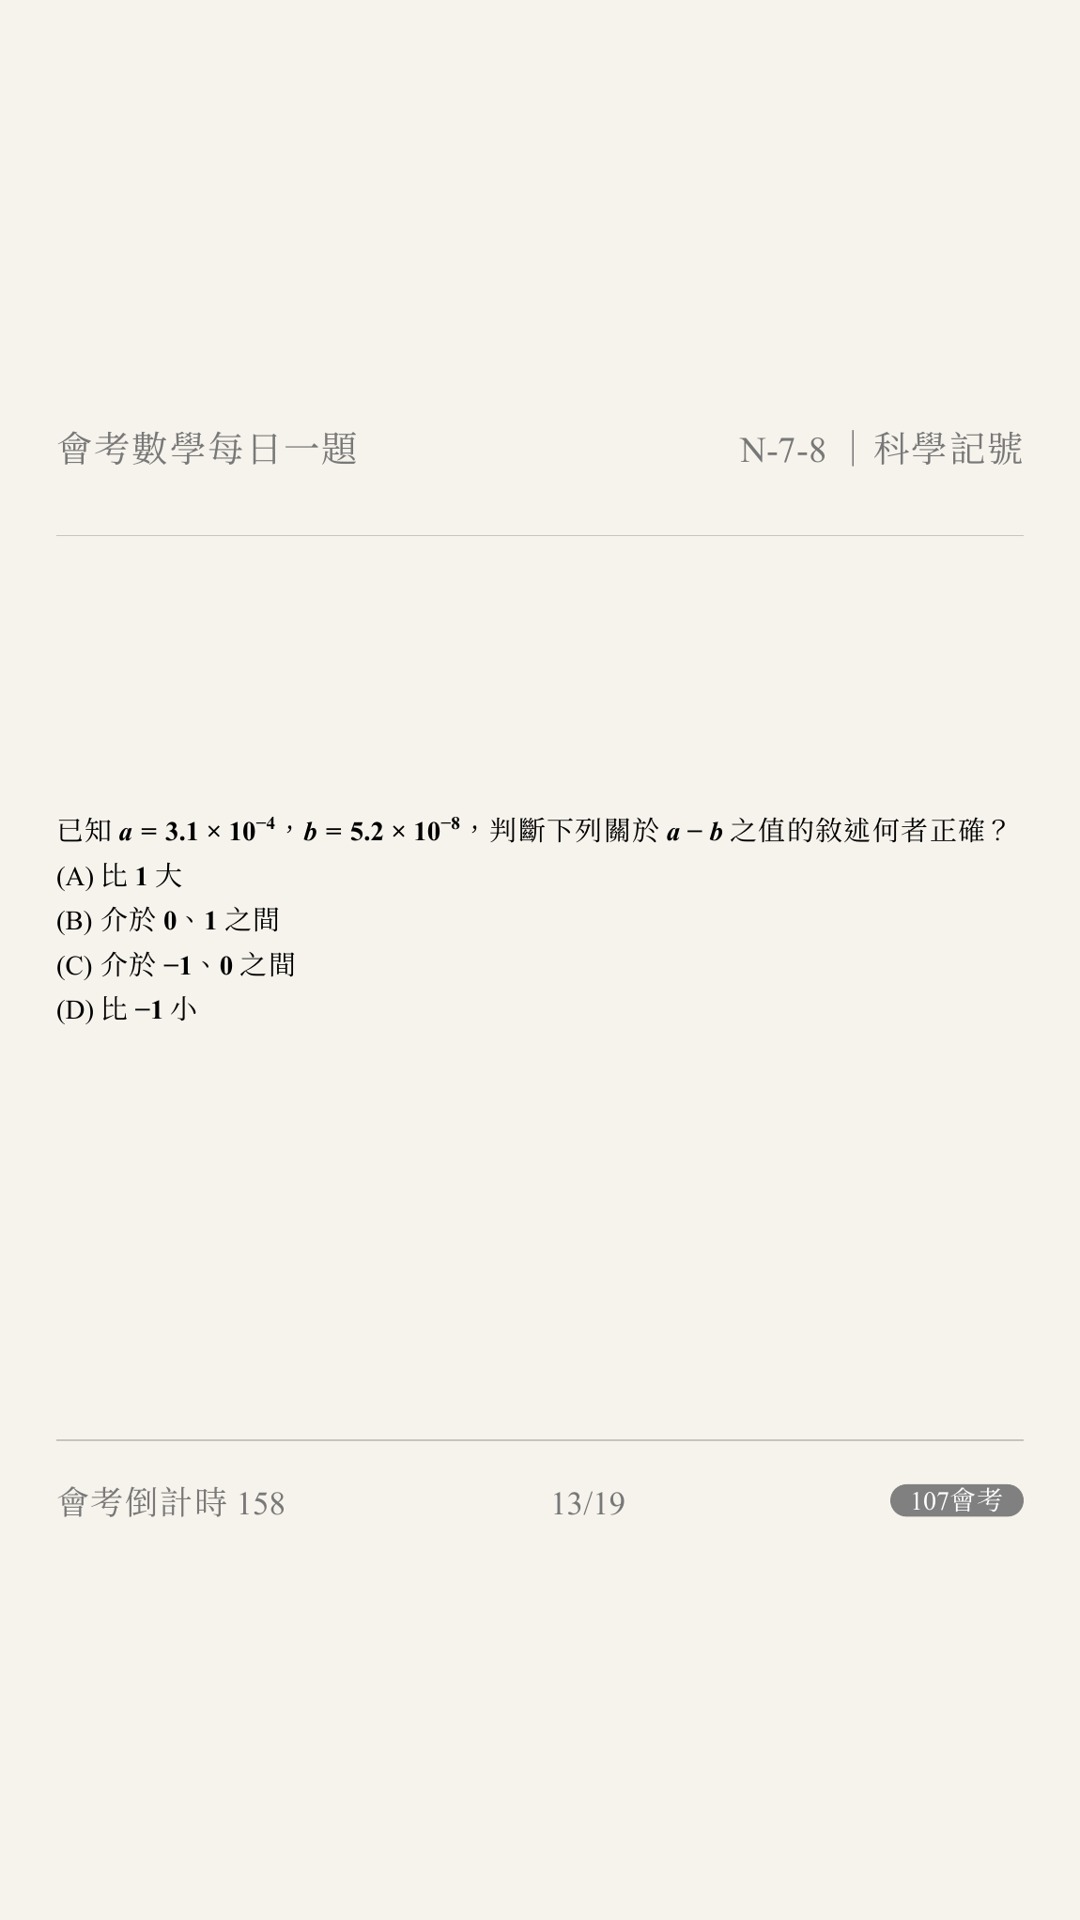 會考數學每日一題
N-7-8｜科學記號
已知 a = 3.1 × 10⁻⁴，b = 5.2 × 10⁻⁸，判斷下列關於 a − b 之值的敘述何者正確？
(A) 比 1 大
(B) 介於 0、1 之間
(C) 介於 −1、0 之間
(D) 比 −1 小
會考倒計時 158
13/19
107會考